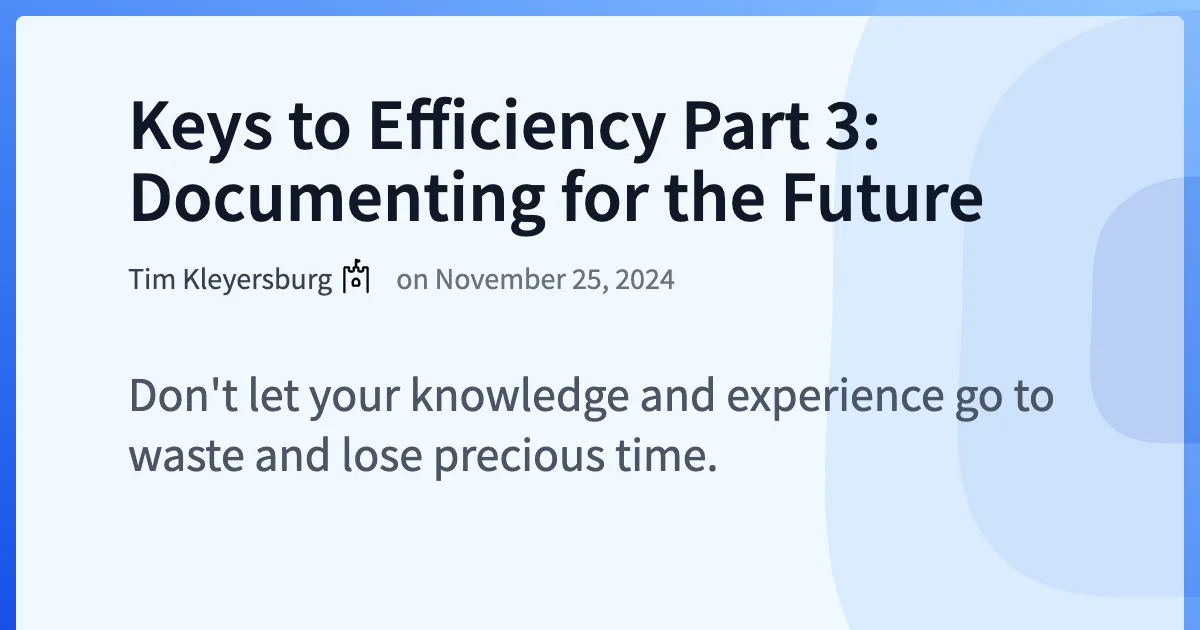 Keys to Efficiency Part 3:
Documenting for the Future
Tim Kleyersburg on November 25, 2024
Don't let your knowledge and experience go to
waste and lose precious time.